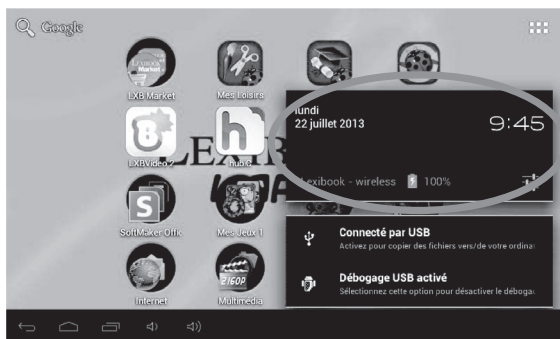 Google
LXB Market
Mes Loisirs
lundi
22 juillet 2013
9:45
Lexibook - wireless 100%
LXBVideo 2
SoftMaker Offic
Mes Jeux 1
Internet
Multimédia
2160P
Connecté par USB
Activez pour copier des fichiers vers/de votre ordinat
Débogage USB activé
Sélectionnez cette option pour désactiver le débogag